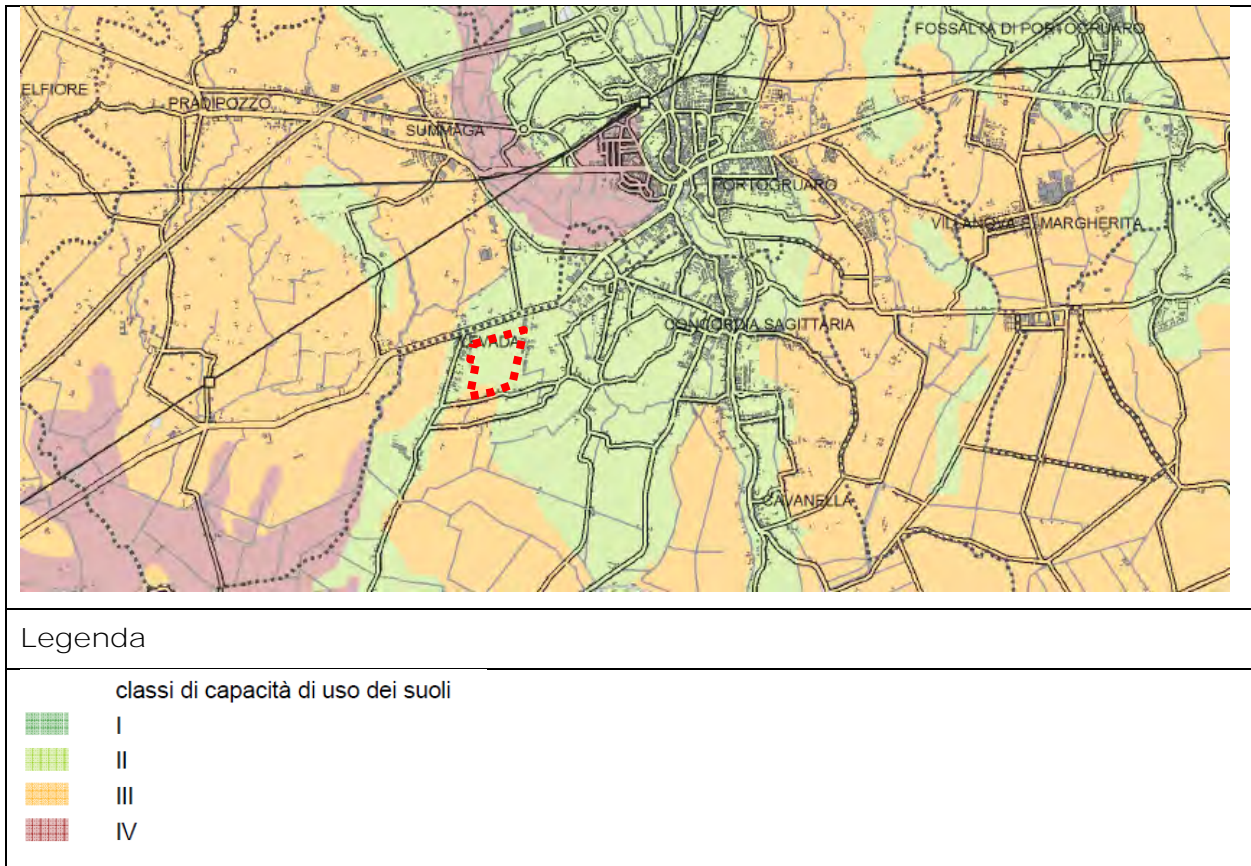 FOSSALTA DI PORTOGRUARO
ELFIORE
PRADIPOZZO
SUMMAGA
PORTOGRUARO
VILLANOVA S. MARGHERITA
CONCORDIA SAGITTARIA
LEVADA
CAVANELLA
Legenda
classi di capacità di uso dei suoli
I
II
III
IV